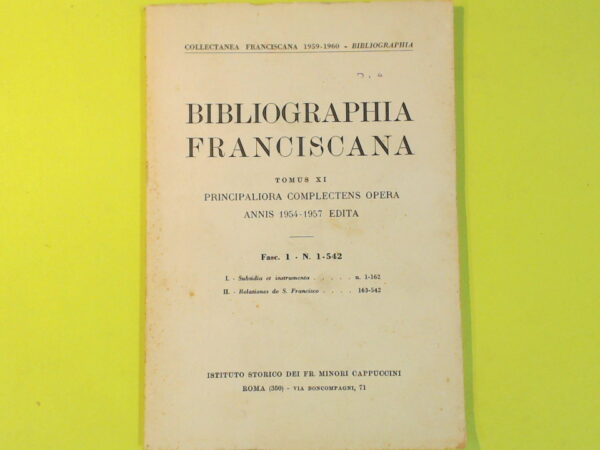 COLLECTANEA FRANCISCANA 1959-1960 - BIBLIOGRAPHIA
BIBLIOGRAPHIA
FRANCISCANA
TOMUS XI
PRINCIPALIORA COMPLECTENS OPERA
ANNIS 1954-1957 EDITA
Fasc. 1 - N. 1-542
I. - Subsidia et instrumenta . . . . . n. 1-162
II. - Relationes de S. Francisco . . . . 163-542
ISTITUTO STORICO DEI FR. MINORI CAPPUCCINI
ROMA (350) - VIA BONCOMPAGNI, 71